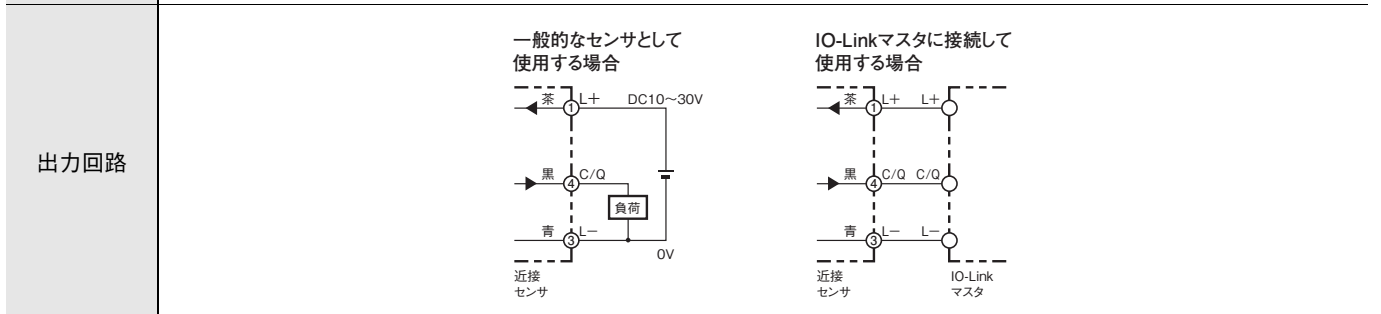 出力回路
一般的なセンサとして
使用する場合
茶 ① L+ DC10～30V
黒 ④ C/Q
負荷
青 ③ L−
0V
近接
センサ
IO-Linkマスタに接続して
使用する場合
茶 ① L+ L+
黒 ④ C/Q C/Q
青 ③ L− L−
近接
センサ
IO-Link
マスタ